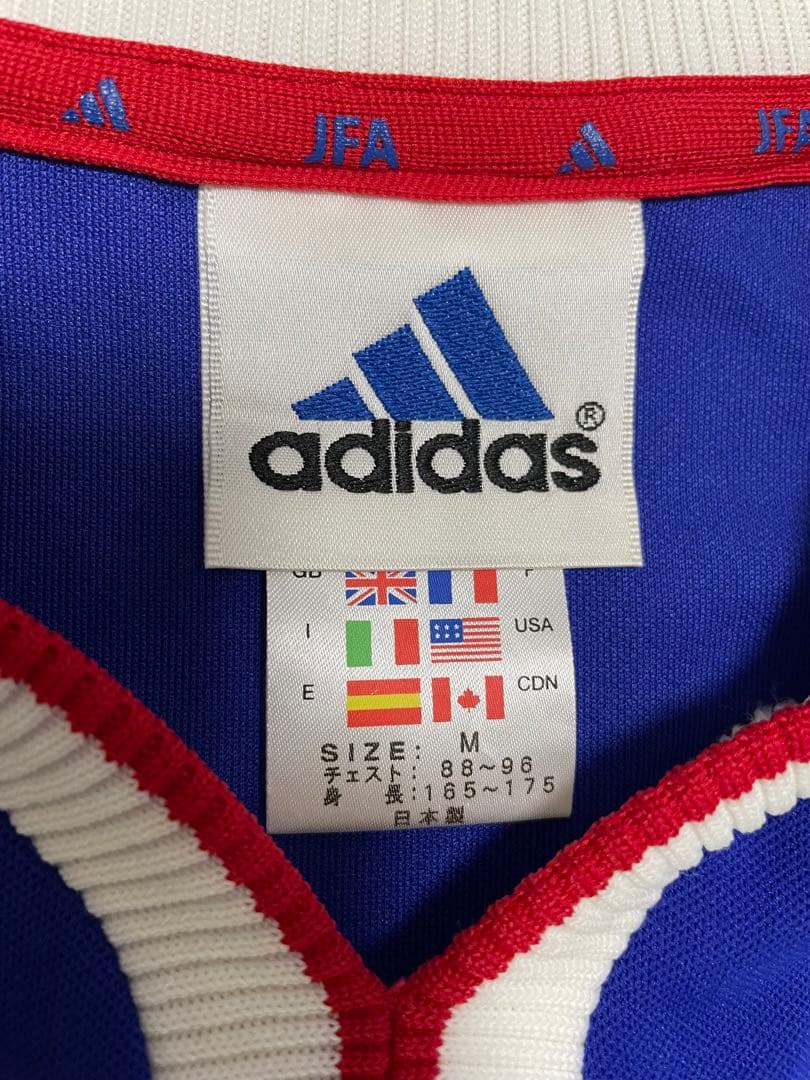 JFA JFA
adidas®
GB F
I USA
E CDN
SIZE: M
チェスト: 88～96
身 長:165～175
日本製